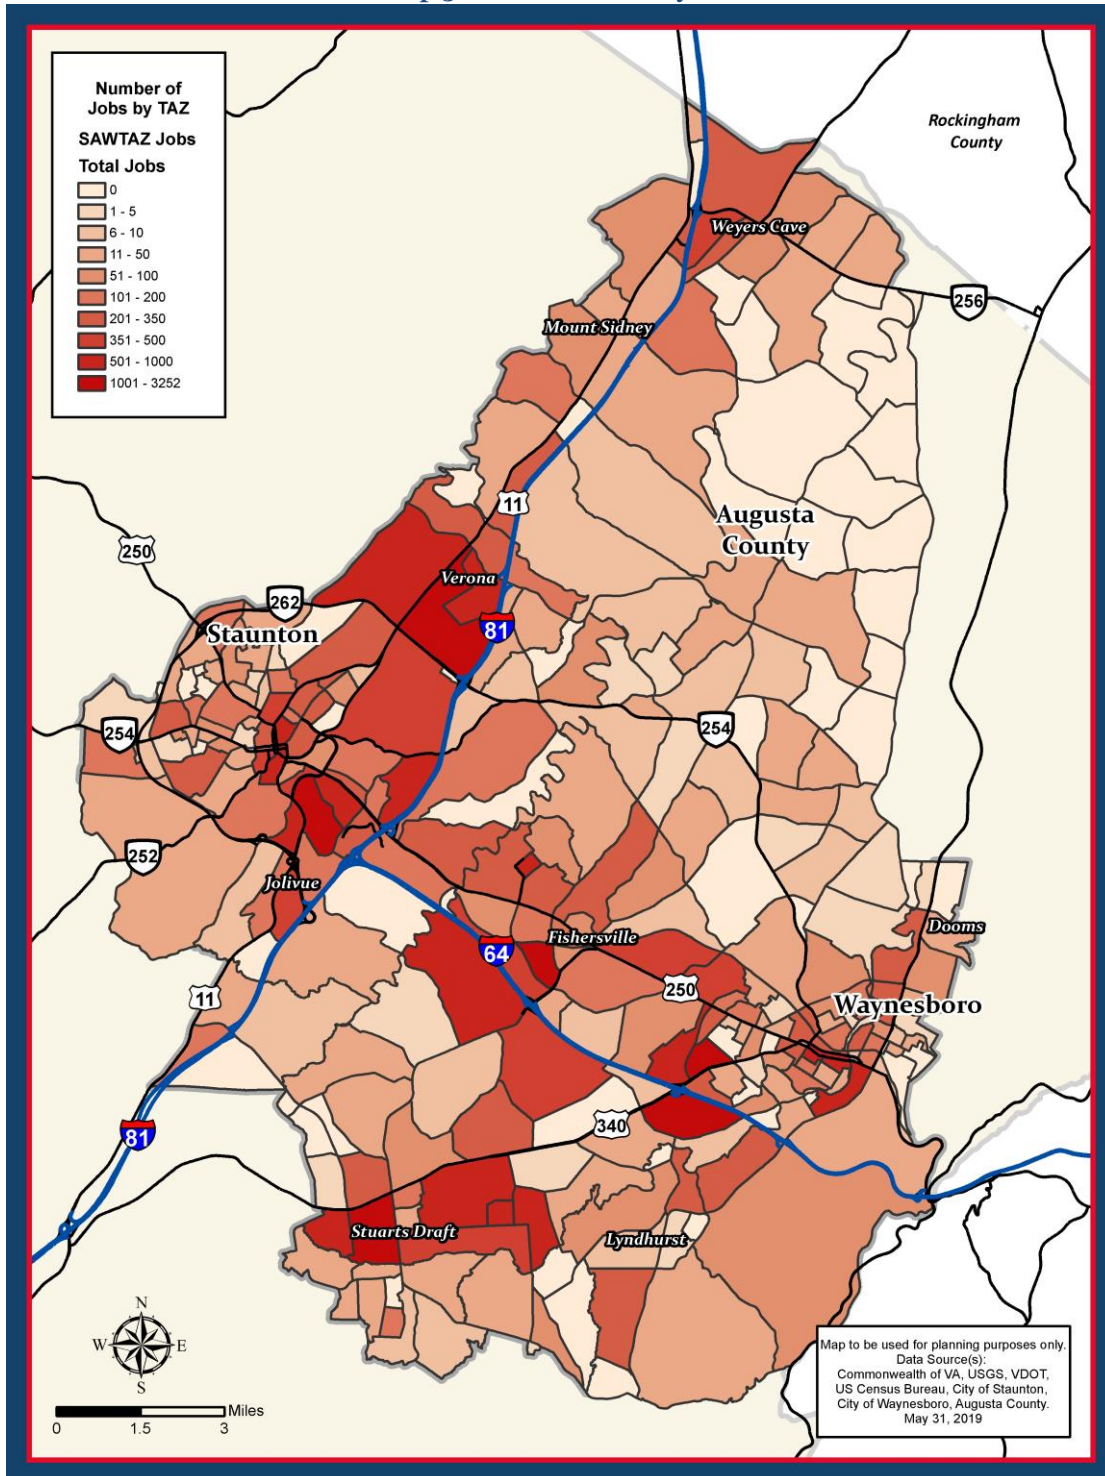 Number of
Jobs by TAZ
SAWTAZ Jobs
Total Jobs
0
1 - 5
6 - 10
11 - 50
51 - 100
101 - 200
201 - 350
351 - 500
501 - 1000
1001 - 3252
Rockingham
County
Weyers Cave
256
Mount Sidney
11
Augusta
County
250
Verona
262
Staunton
81
254
254
252
Jolivue
Dooms
Fishersville
64
250
11
Waynesboro
340
81
Stuarts Draft
Lyndhurst
N
W
E
S
Miles
0
1.5
3
Map to be used for planning purposes only.
Data Source(s):
Commonwealth of VA, USGS, VDOT,
US Census Bureau, City of Staunton,
City of Waynesboro, Augusta County.
May 31, 2019